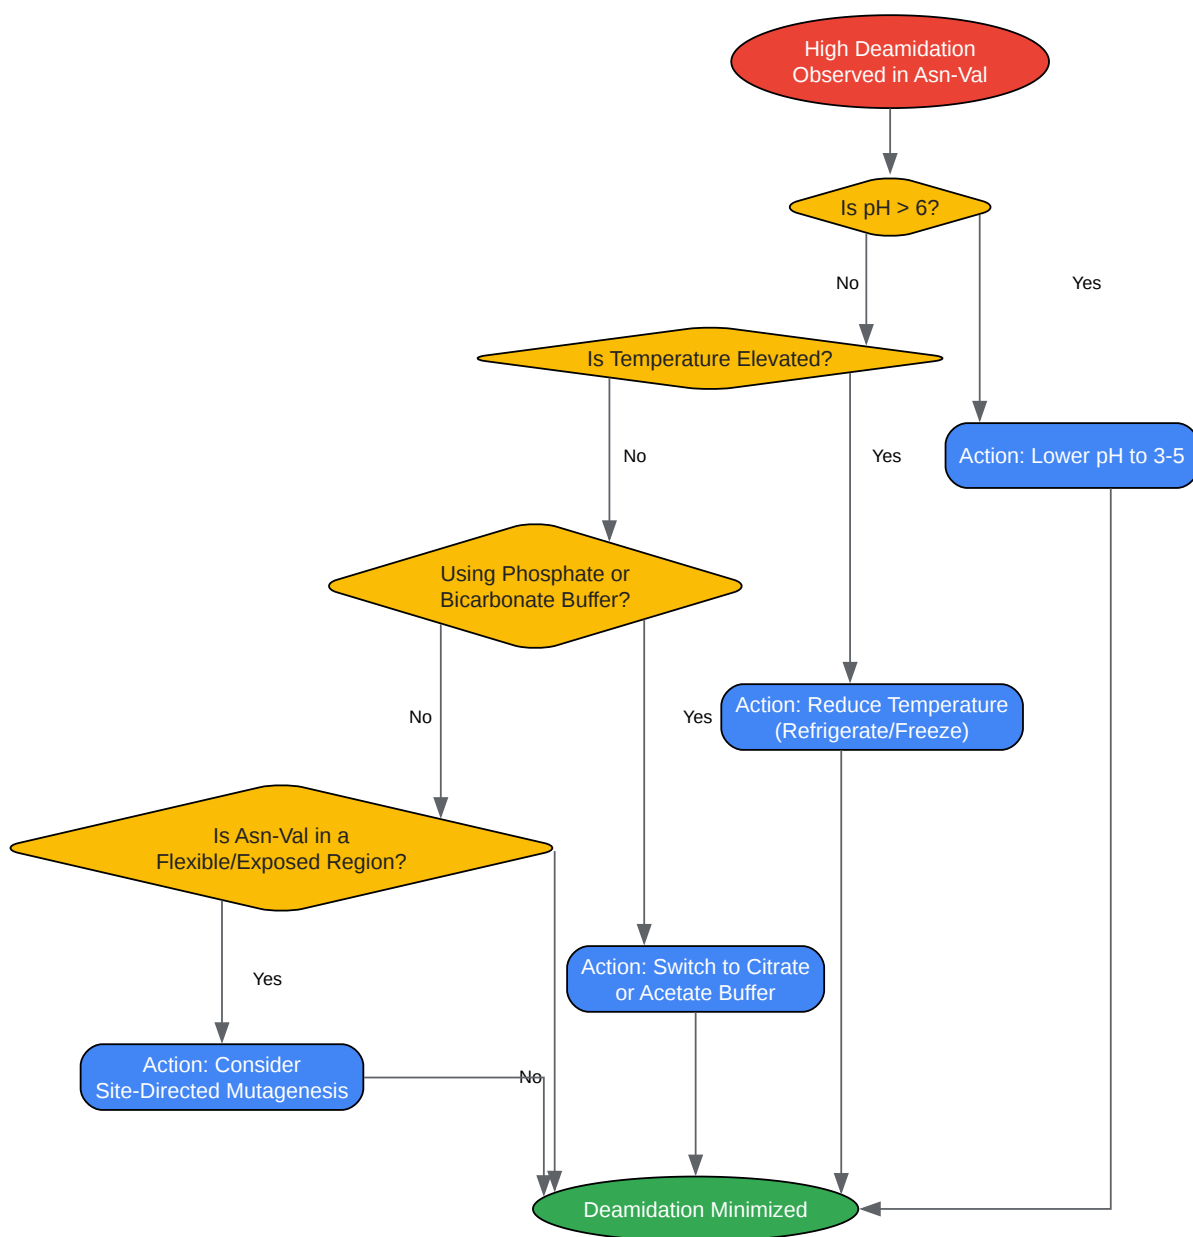 High Deamidation
Observed in Asn-Val
Is pH > 6?
No
Yes
Is Temperature Elevated?
No
Yes
Action: Lower pH to 3-5
Using Phosphate or
Bicarbonate Buffer?
No
Yes
Action: Reduce Temperature
(Refrigerate/Freeze)
Is Asn-Val in a
Flexible/Exposed Region?
Yes
Action: Switch to Citrate
or Acetate Buffer
Action: Consider
Site-Directed Mutagenesis
No
Deamidation Minimized